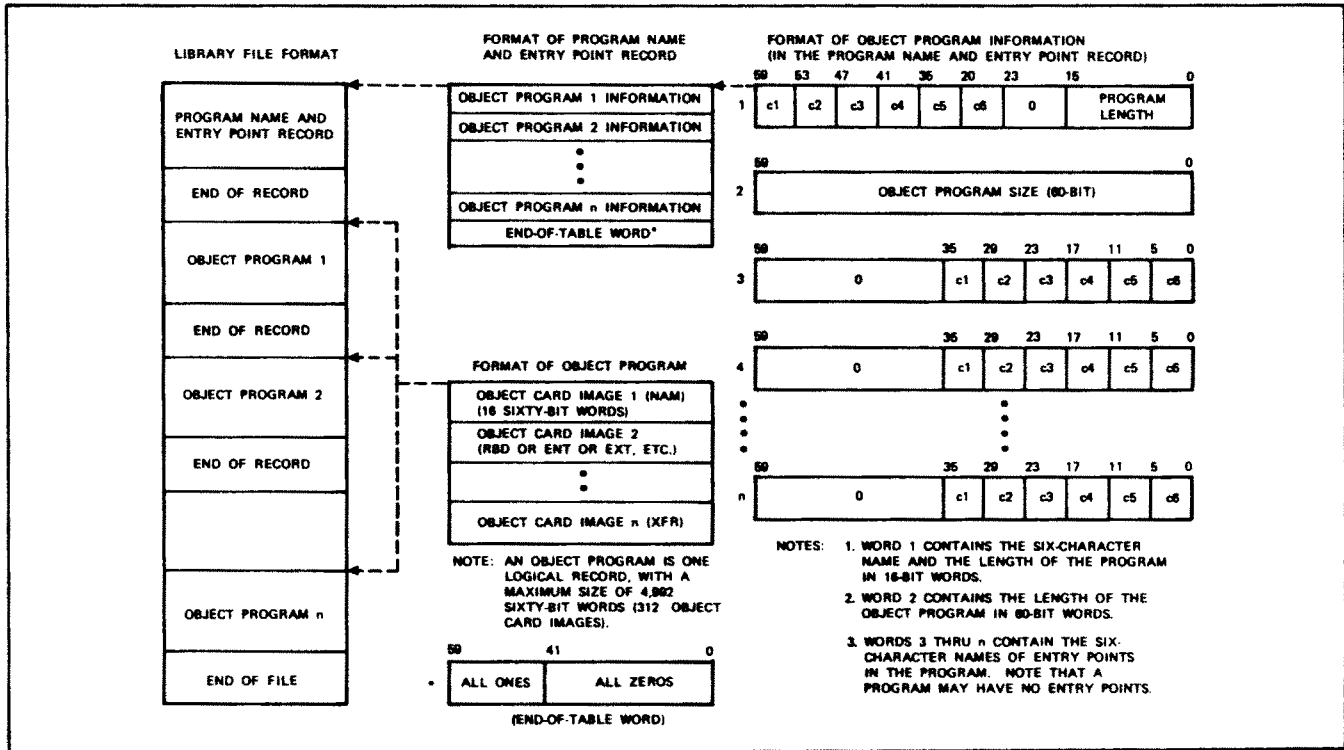 LIBRARY FILE FORMAT
PROGRAM NAME AND
ENTRY POINT RECORD
END OF RECORD
OBJECT PROGRAM 1
END OF RECORD
OBJECT PROGRAM 2
END OF RECORD
OBJECT PROGRAM n
END OF FILE
FORMAT OF PROGRAM NAME
AND ENTRY POINT RECORD
OBJECT PROGRAM 1 INFORMATION
OBJECT PROGRAM 2 INFORMATION
OBJECT PROGRAM n INFORMATION
END-OF-TABLE WORD*
FORMAT OF OBJECT PROGRAM
OBJECT CARD IMAGE 1 (NAM)
(16 SIXTY-BIT WORDS)
OBJECT CARD IMAGE 2
(RBD OR ENT OR EXT, ETC.)
OBJECT CARD IMAGE n (XFR)
NOTE: AN OBJECT PROGRAM IS ONE
LOGICAL RECORD, WITH A
MAXIMUM SIZE OF 4,992
SIXTY-BIT WORDS (312 OBJECT
CARD IMAGES).
59 41 0
* ALL ONES ALL ZEROS
(END-OF-TABLE WORD)
FORMAT OF OBJECT PROGRAM INFORMATION
(IN THE PROGRAM NAME AND ENTRY POINT RECORD)
59 53 47 41 35 20 23 15 0
1 c1 c2 c3 c4 c5 c6 0 PROGRAM
LENGTH
59 0
2 OBJECT PROGRAM SIZE (60-BIT)
59 35 29 23 17 11 5 0
3 0 c1 c2 c3 c4 c5 c6
59 35 29 23 17 11 5 0
4 0 c1 c2 c3 c4 c5 c6
59 35 29 23 17 11 5 0
n 0 c1 c2 c3 c4 c5 c6
NOTES: 1. WORD 1 CONTAINS THE SIX-CHARACTER
NAME AND THE LENGTH OF THE PROGRAM
IN 16-BIT WORDS.
2. WORD 2 CONTAINS THE LENGTH OF THE
OBJECT PROGRAM IN 60-BIT WORDS.
3. WORDS 3 THRU n CONTAIN THE SIX-
CHARACTER NAMES OF ENTRY POINTS
IN THE PROGRAM. NOTE THAT A
PROGRAM MAY HAVE NO ENTRY POINTS.